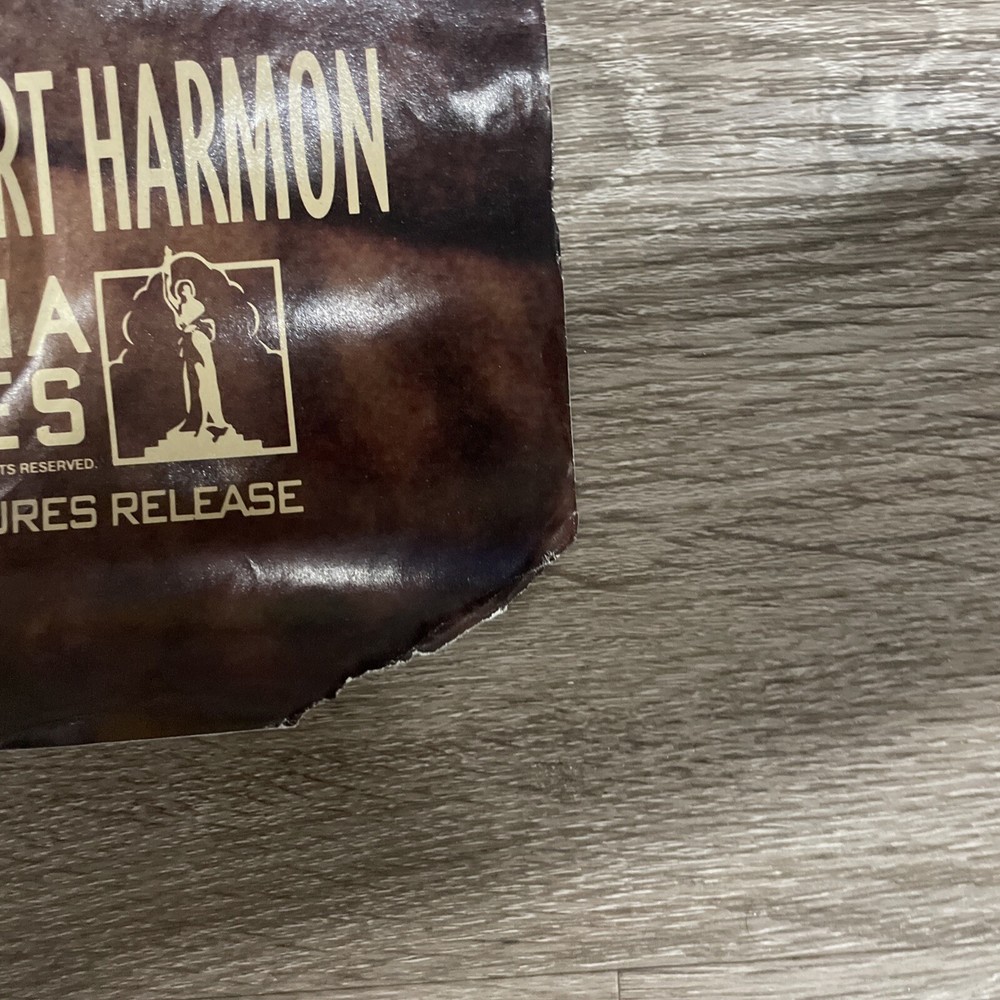 RT HARMON
IA
ES
TS RESERVED.
URES RELEASE